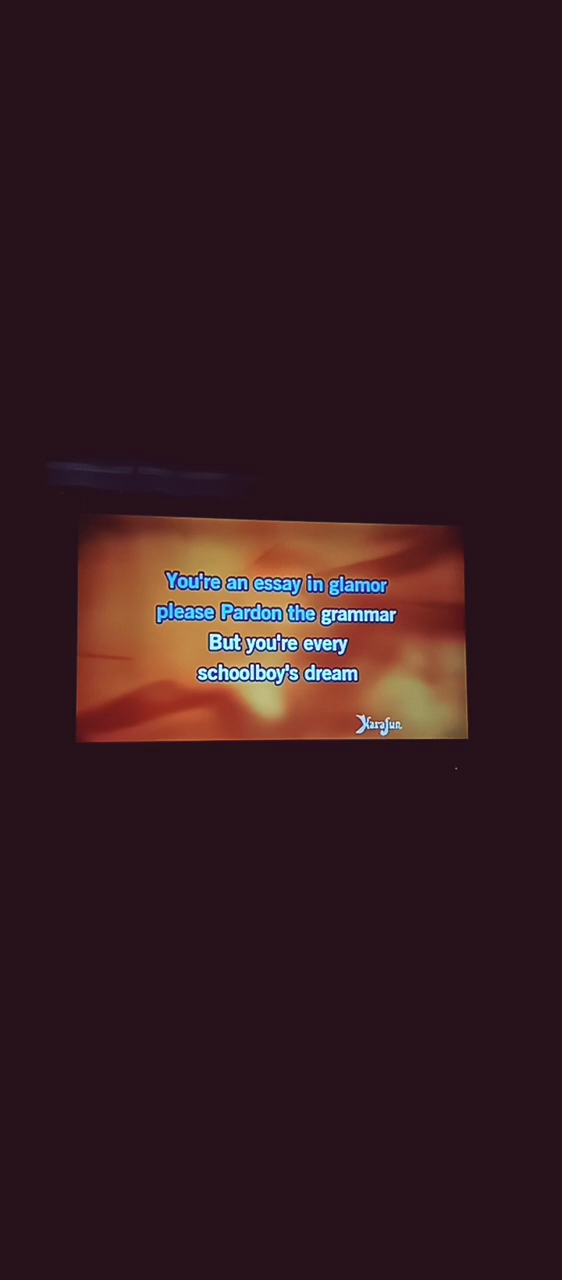 You're an essay in glamor
please Pardon the grammar
But you're every
schoolboy's dream
KaraFun